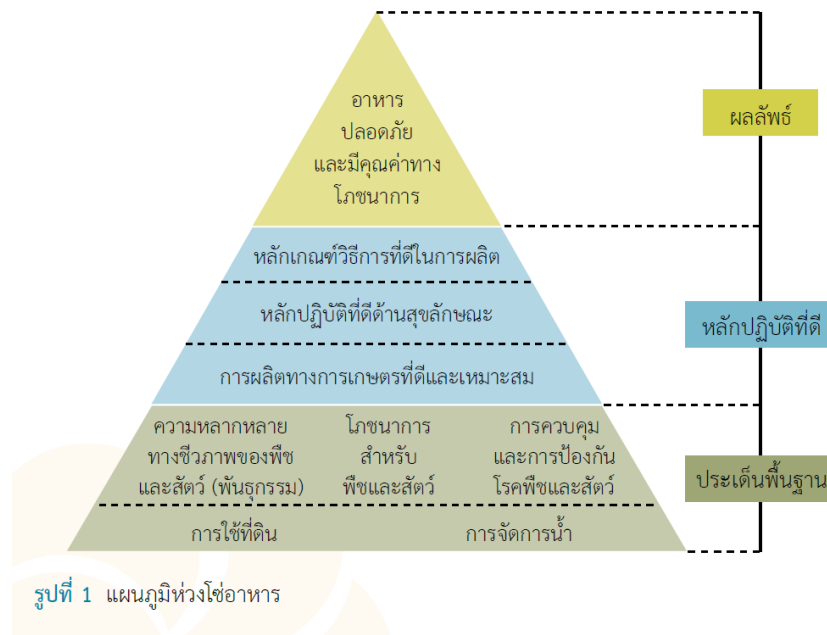 อาหาร
ปลอดภัย
และมีคุณค่าทาง
โภชนาการ
ผลลัพธ์
หลักเกณฑ์วิธีการที่ดีในการผลิต
หลักปฏิบัติที่ดีด้านสุขลักษณะ
หลักปฏิบัติที่ดี
การผลิตทางการเกษตรที่ดีและเหมาะสม
ความหลากหลาย
ทางชีวภาพของพืช
และสัตว์ (พันธุกรรม)
โภชนาการ
สำหรับ
พืชและสัตว์
การควบคุม
และการป้องกัน
โรคพืชและสัตว์
ประเด็นพื้นฐาน
การใช้ที่ดิน
การจัดการน้ำ
รูปที่ 1 แผนภูมิห่วงโซ่อาหาร